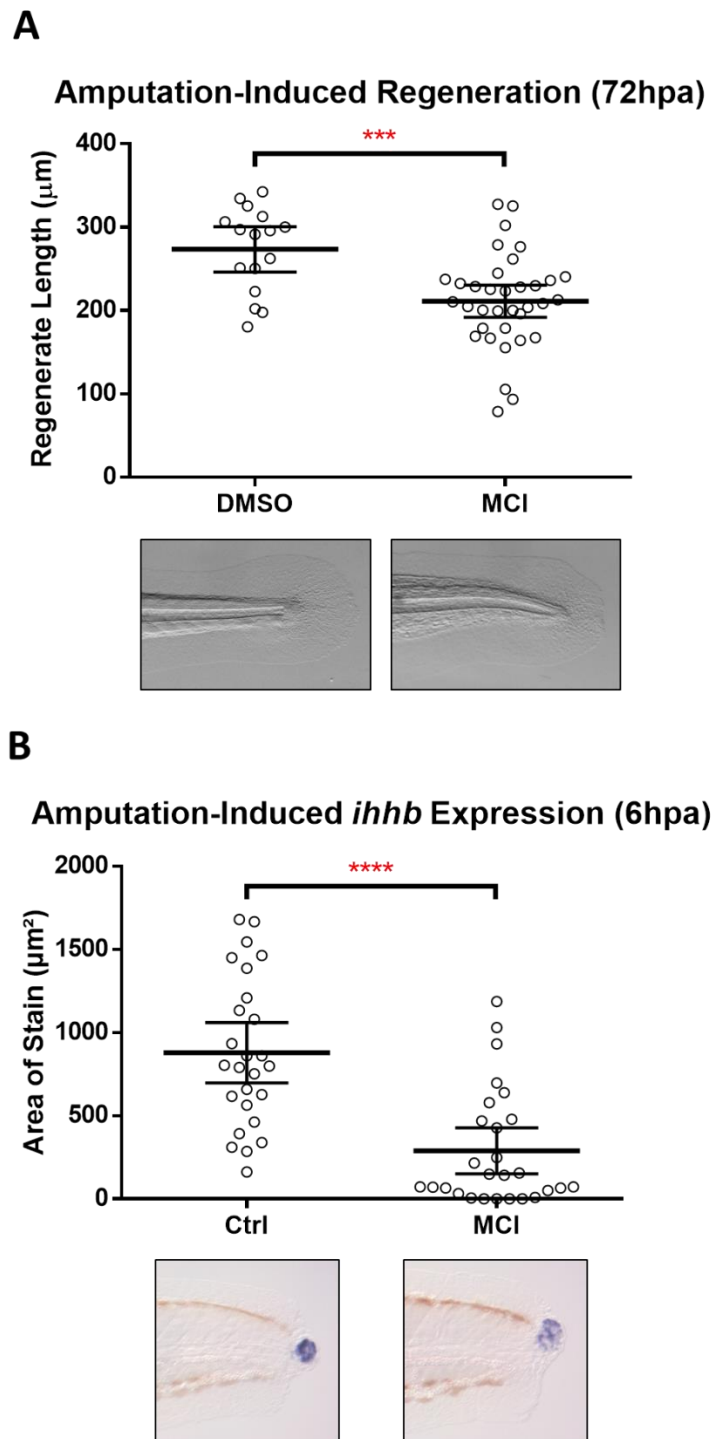 A
Amputation-Induced Regeneration (72hpa)
***
400
300
200
100
0
Regenerate Length (μm)
DMSO
MCI
B
Amputation-Induced ihhb Expression (6hpa)
****
2000
1500
1000
500
0
Area of Stain (μm²)
Ctrl
MCI